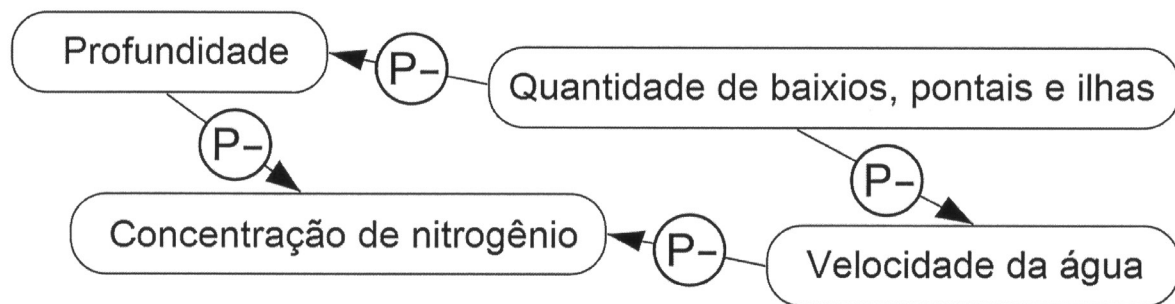 Profundidade
P–
Quantidade de baixios, pontais e ilhas
P–
P–
Concentração de nitrogênio
P–
Velocidade da água